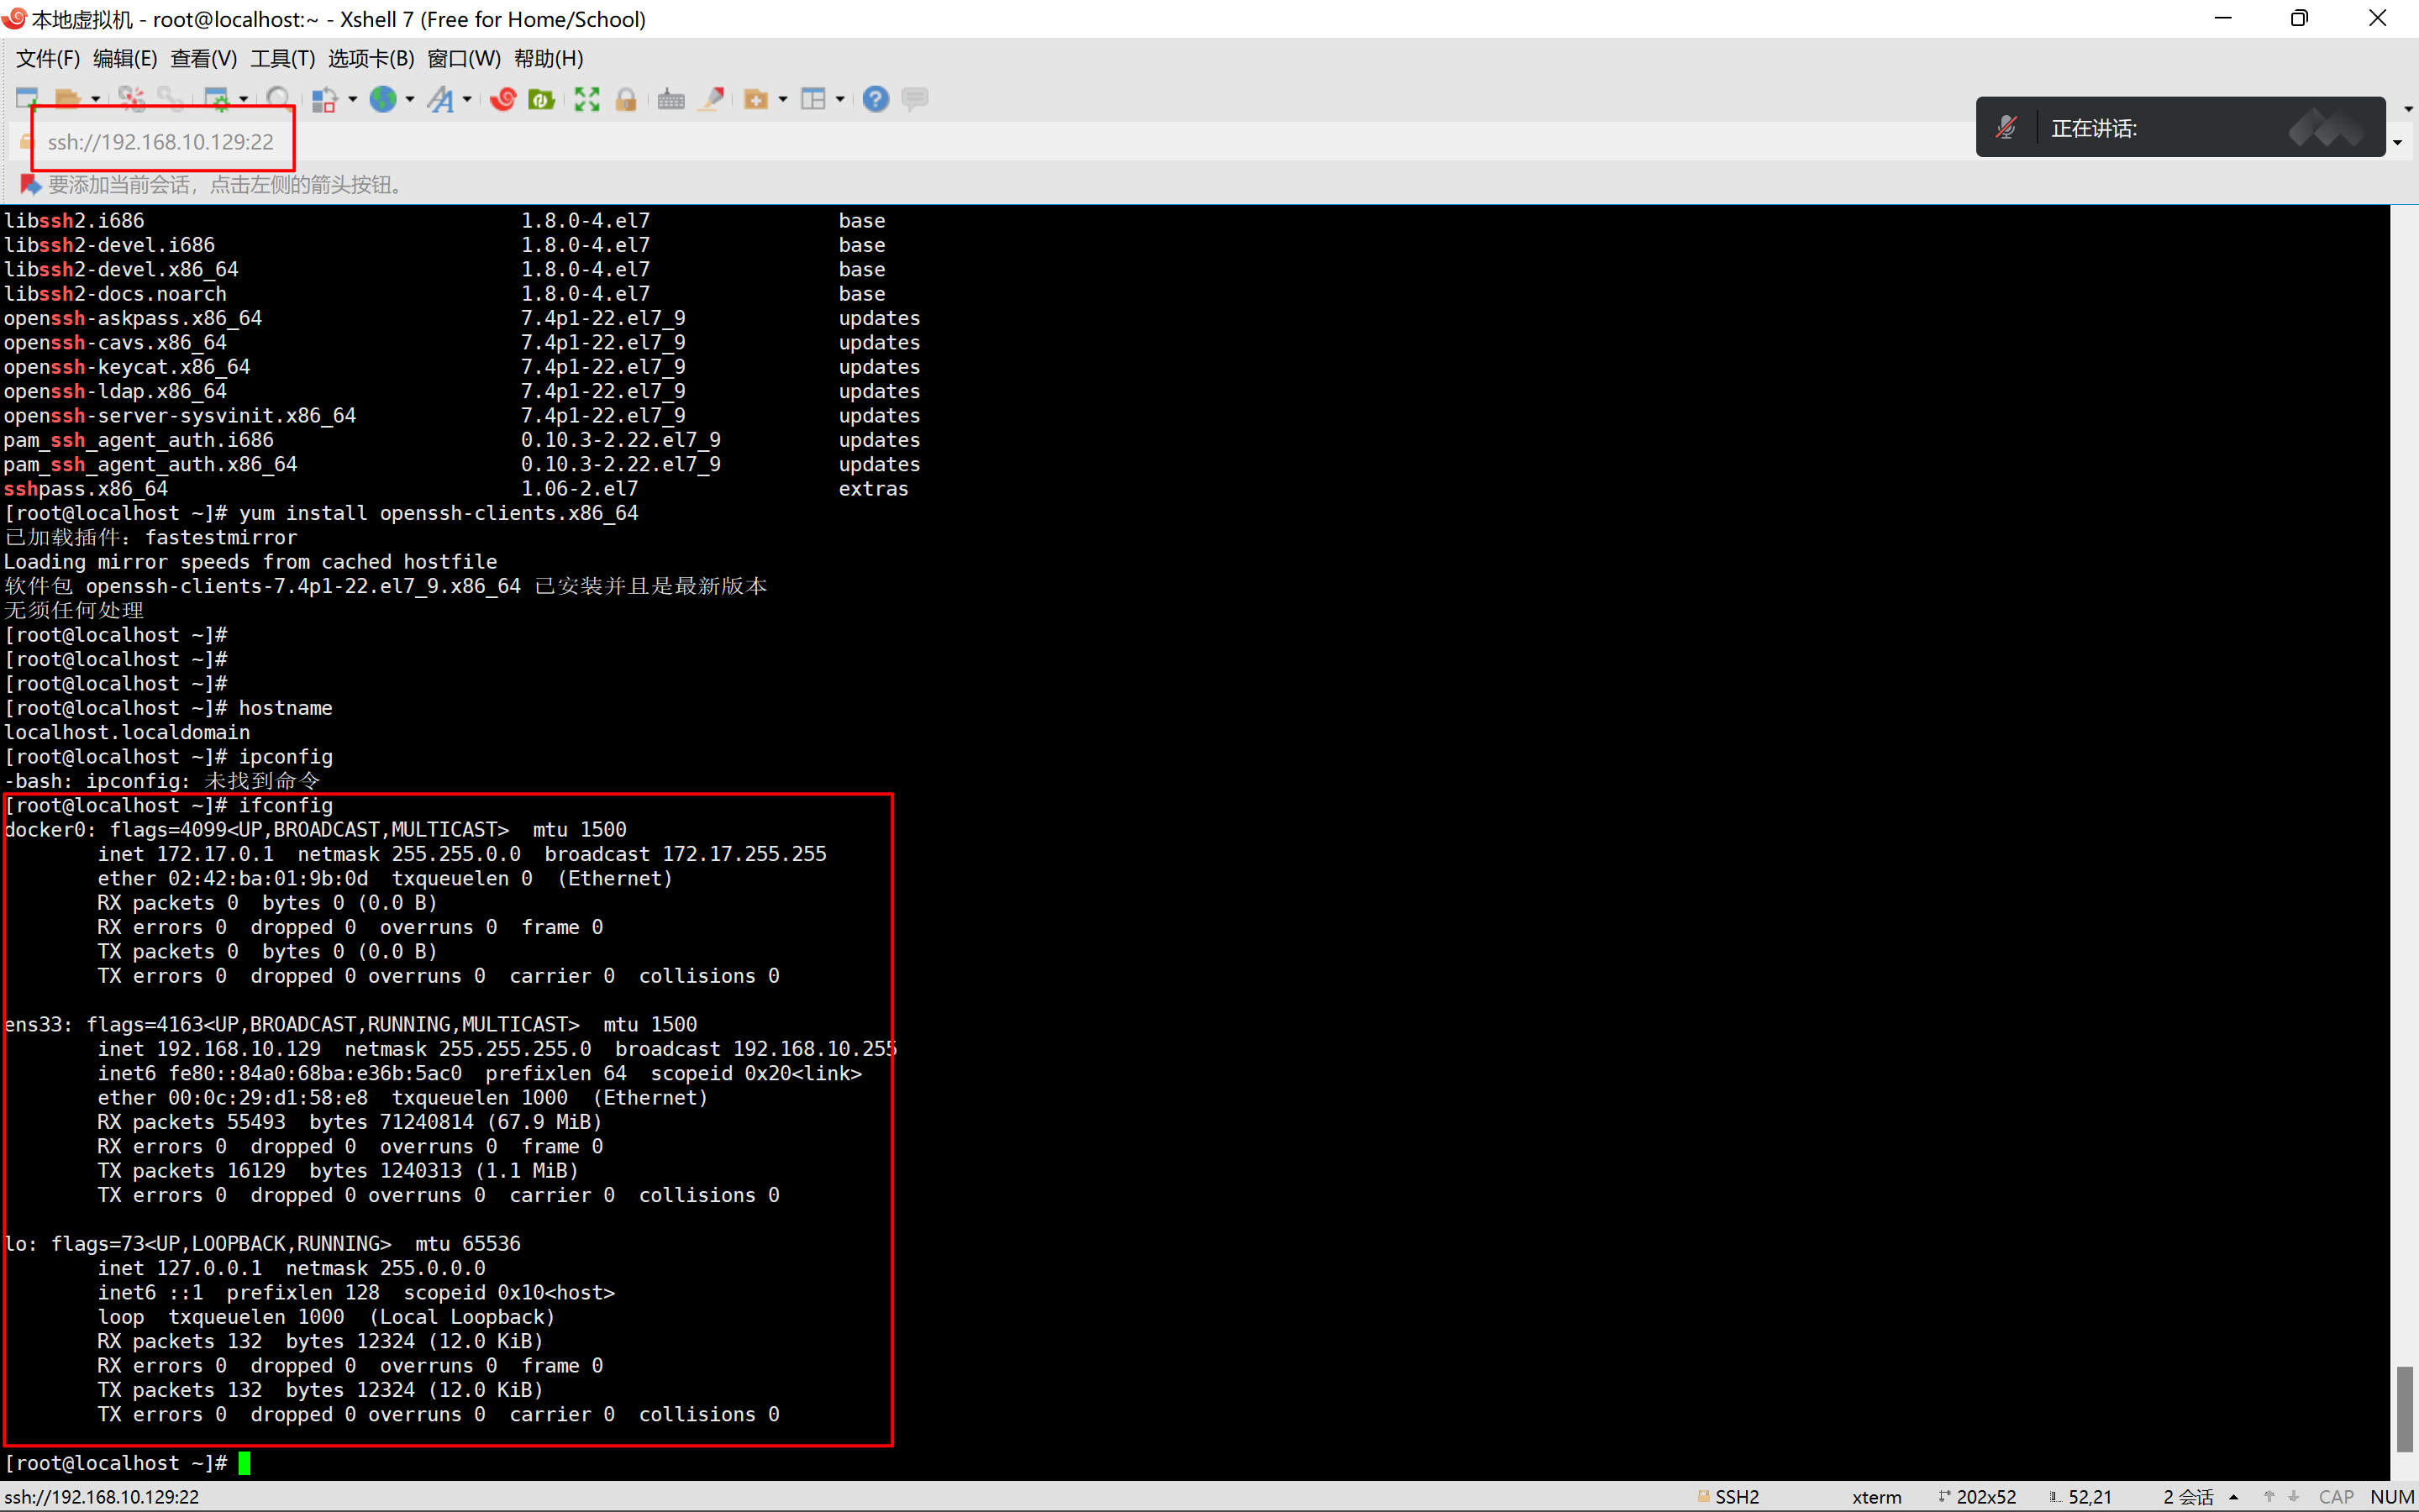 本地虚拟机 - root@localhost:~ - Xshell 7 (Free for Home/School)
文件(F) 编辑(E) 查看(V) 工具(T) 选项卡(B) 窗口(W) 帮助(H)
ssh://192.168.10.129:22
正在讲话:
要添加当前会话，点击左侧的箭头按钮。
libssh2.i686 1.8.0-4.el7 base
libssh2-devel.i686 1.8.0-4.el7 base
libssh2-devel.x86_64 1.8.0-4.el7 base
libssh2-docs.noarch 1.8.0-4.el7 base
openssh-askpass.x86_64 7.4p1-22.el7_9 updates
openssh-cavs.x86_64 7.4p1-22.el7_9 updates
openssh-keycat.x86_64 7.4p1-22.el7_9 updates
openssh-ldap.x86_64 7.4p1-22.el7_9 updates
openssh-server-sysvinit.x86_64 7.4p1-22.el7_9 updates
pam_ssh_agent_auth.i686 0.10.3-2.22.el7_9 updates
pam_ssh_agent_auth.x86_64 0.10.3-2.22.el7_9 updates
sshpass.x86_64 1.06-2.el7 extras
[root@localhost ~]# yum install openssh-clients.x86_64
已加载插件：fastestmirror
Loading mirror speeds from cached hostfile
软件包 openssh-clients-7.4p1-22.el7_9.x86_64 已安装并且是最新版本
无须任何处理
[root@localhost ~]#
[root@localhost ~]#
[root@localhost ~]#
[root@localhost ~]# hostname
localhost.localdomain
[root@localhost ~]# ipconfig
-bash: ipconfig: 未找到命令
[root@localhost ~]# ifconfig
docker0: flags=4099<UP,BROADCAST,MULTICAST>  mtu 1500
        inet 172.17.0.1  netmask 255.255.0.0  broadcast 172.17.255.255
        ether 02:42:ba:01:9b:0d  txqueuelen 0  (Ethernet)
        RX packets 0  bytes 0 (0.0 B)
        RX errors 0  dropped 0  overruns 0  frame 0
        TX packets 0  bytes 0 (0.0 B)
        TX errors 0  dropped 0 overruns 0  carrier 0  collisions 0
ens33: flags=4163<UP,BROADCAST,RUNNING,MULTICAST>  mtu 1500
        inet 192.168.10.129  netmask 255.255.255.0  broadcast 192.168.10.255
        inet6 fe80::84a0:68ba:e36b:5ac0  prefixlen 64  scopeid 0x20<link>
        ether 00:0c:29:d1:58:e8  txqueuelen 1000  (Ethernet)
        RX packets 55493  bytes 71240814 (67.9 MiB)
        RX errors 0  dropped 0  overruns 0  frame 0
        TX packets 16129  bytes 1240313 (1.1 MiB)
        TX errors 0  dropped 0 overruns 0  carrier 0  collisions 0
lo: flags=73<UP,LOOPBACK,RUNNING>  mtu 65536
        inet 127.0.0.1  netmask 255.0.0.0
        inet6 ::1  prefixlen 128  scopeid 0x10<host>
        loop  txqueuelen 1000  (Local Loopback)
        RX packets 132  bytes 12324 (12.0 KiB)
        RX errors 0  dropped 0  overruns 0  frame 0
        TX packets 132  bytes 12324 (12.0 KiB)
        TX errors 0  dropped 0 overruns 0  carrier 0  collisions 0
[root@localhost ~]#
ssh://192.168.10.129:22 SSH2 xterm 202x52 52,21 2 会话 CAP NUM